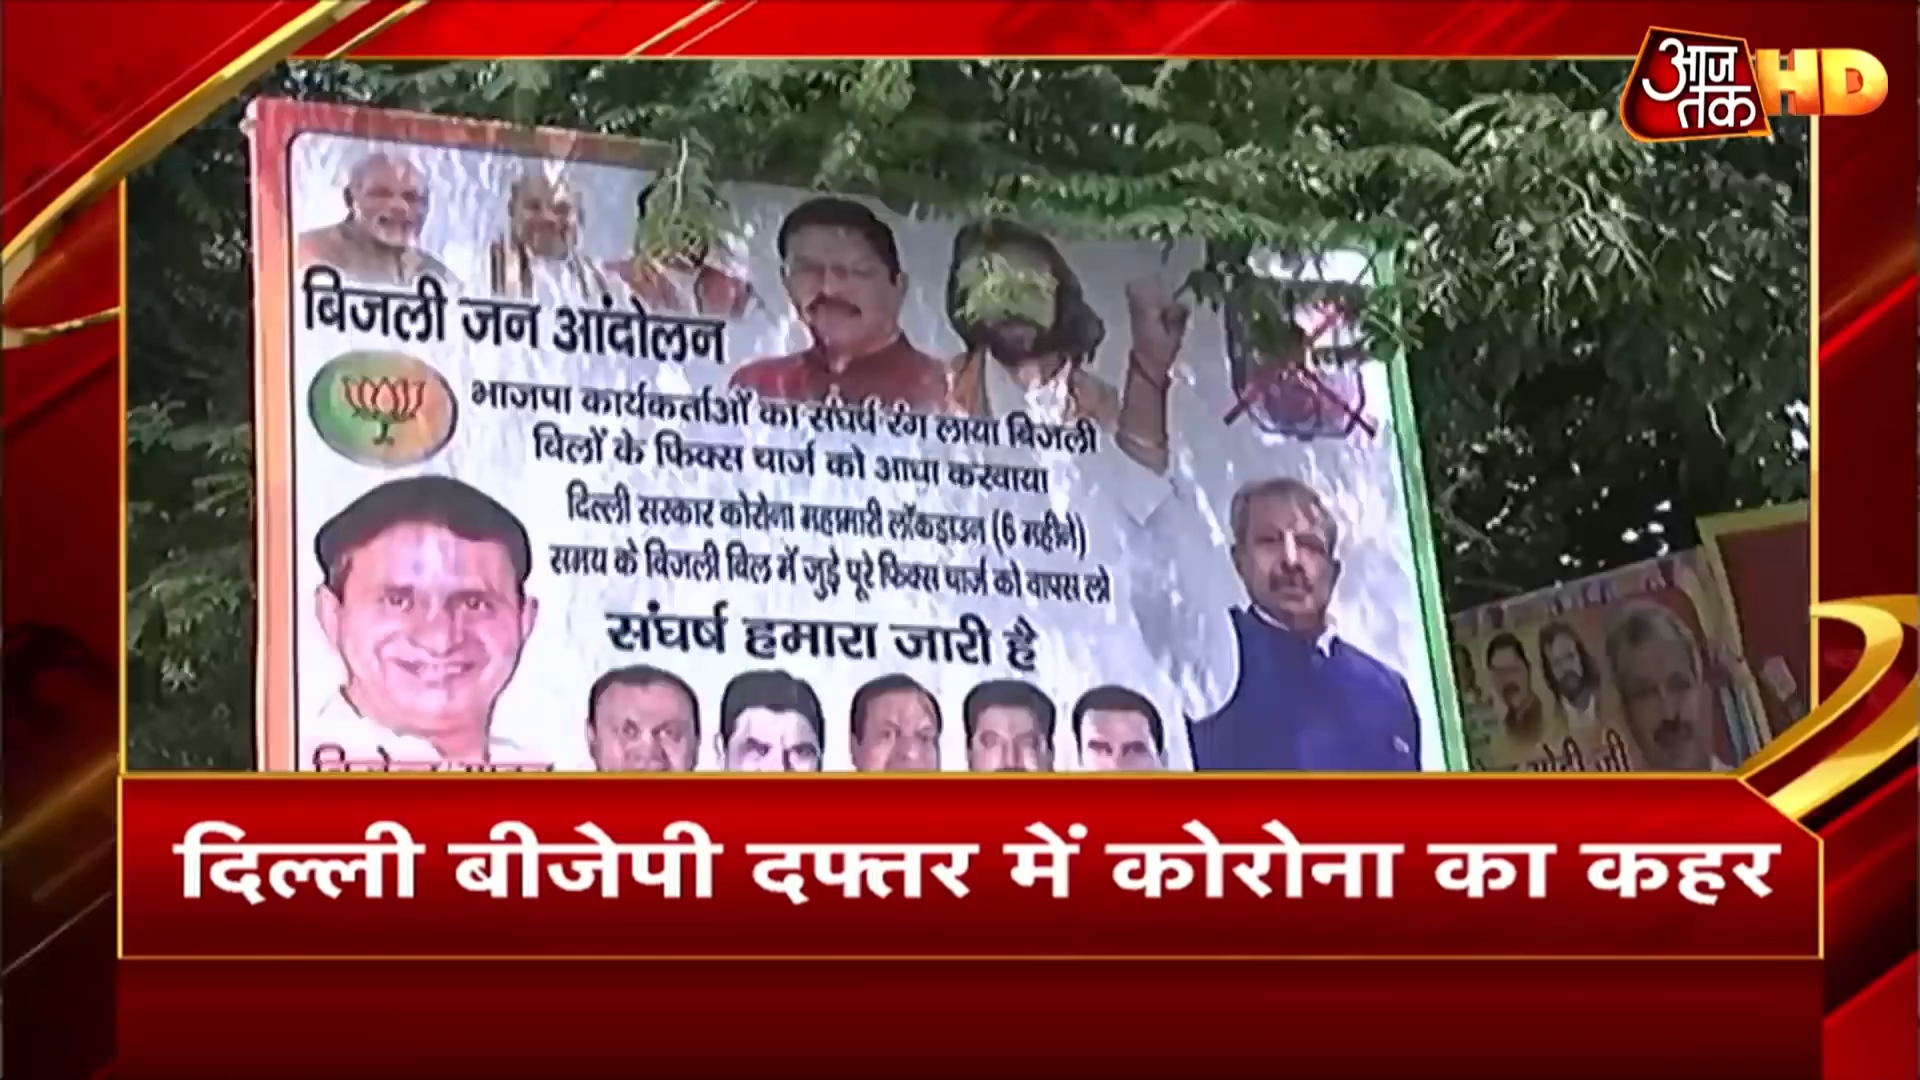 आज
तक HD
बिजली जन आंदोलन
भाजपा कार्यकर्ताओं का संघर्ष रंग लाया बिजली
बिलों के फिक्स चार्ज को आधा करवाया
दिल्ली सरकार कोरोना महामारी लॉकडाउन (6 महीने)
समय के बिजली बिल में जुड़े पूरे फिक्स चार्ज को वापस लो
संघर्ष हमारा जारी है
दिल्ली बीजेपी दफ्तर में कोरोना का कहर